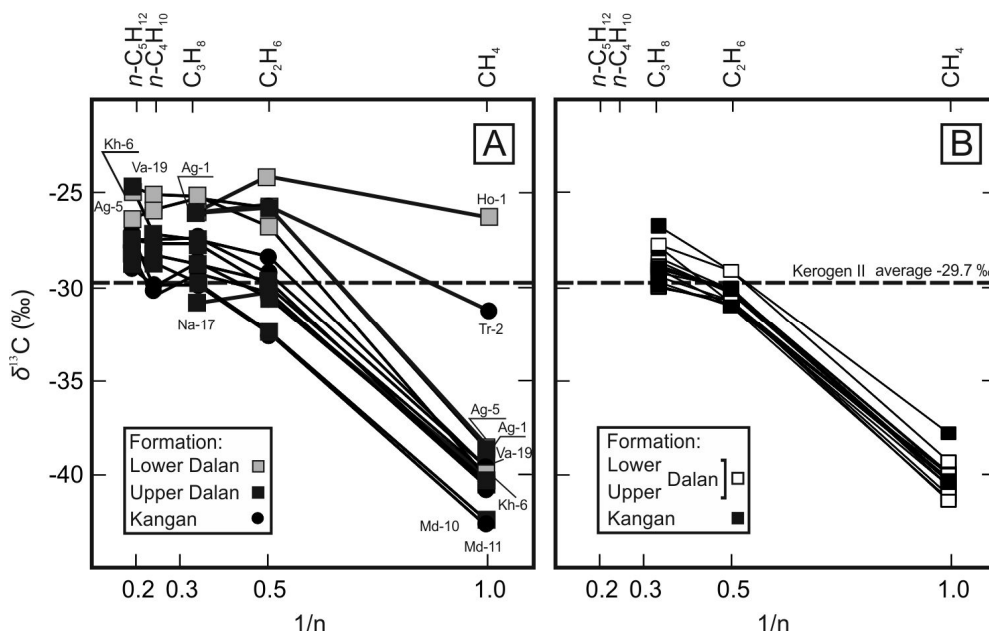 n-C₅H₁₂
n-C₄H₁₀
C₃H₈
C₂H₆
CH₄
n-C₅H₁₂
n-C₄H₁₀
C₃H₈
C₂H₆
CH₄
A
Kh-6
Va-19
Ag-1
Ag-5
Ho-1
Na-17
Tr-2
Ag-5
Ag-1
Va-19
Kh-6
Md-10
Md-11
δ¹³C (‰)
-25
-30
-35
-40
Formation:
Lower Dalan
Upper Dalan
Kangan
0.2
0.3
0.5
1.0
1/n
B
Kerogen II average -29.7 ‰
Formation:
Lower
Upper
Dalan
Kangan
0.2
0.3
0.5
1.0
1/n